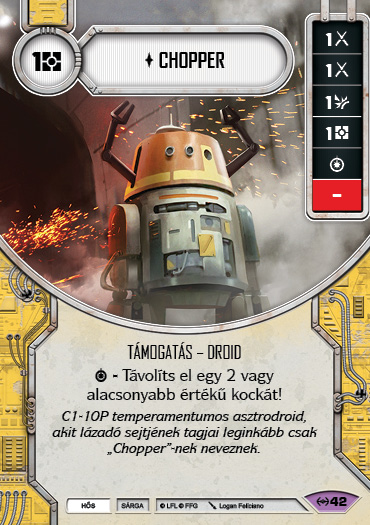 1
CHOPPER
1
1
1
1
-
TÁMOGATÁS – DROID
- Távolíts el egy 2 vagy
alacsonyabb értékű kockát!
C1-10P temperamentumos asztrodroid,
akit lázadó sejtjének tagjai leginkább csak
„Chopper”-nek neveznek.
HŐS
SÁRGA
© LFL © FFG
Logan Feliciano
42